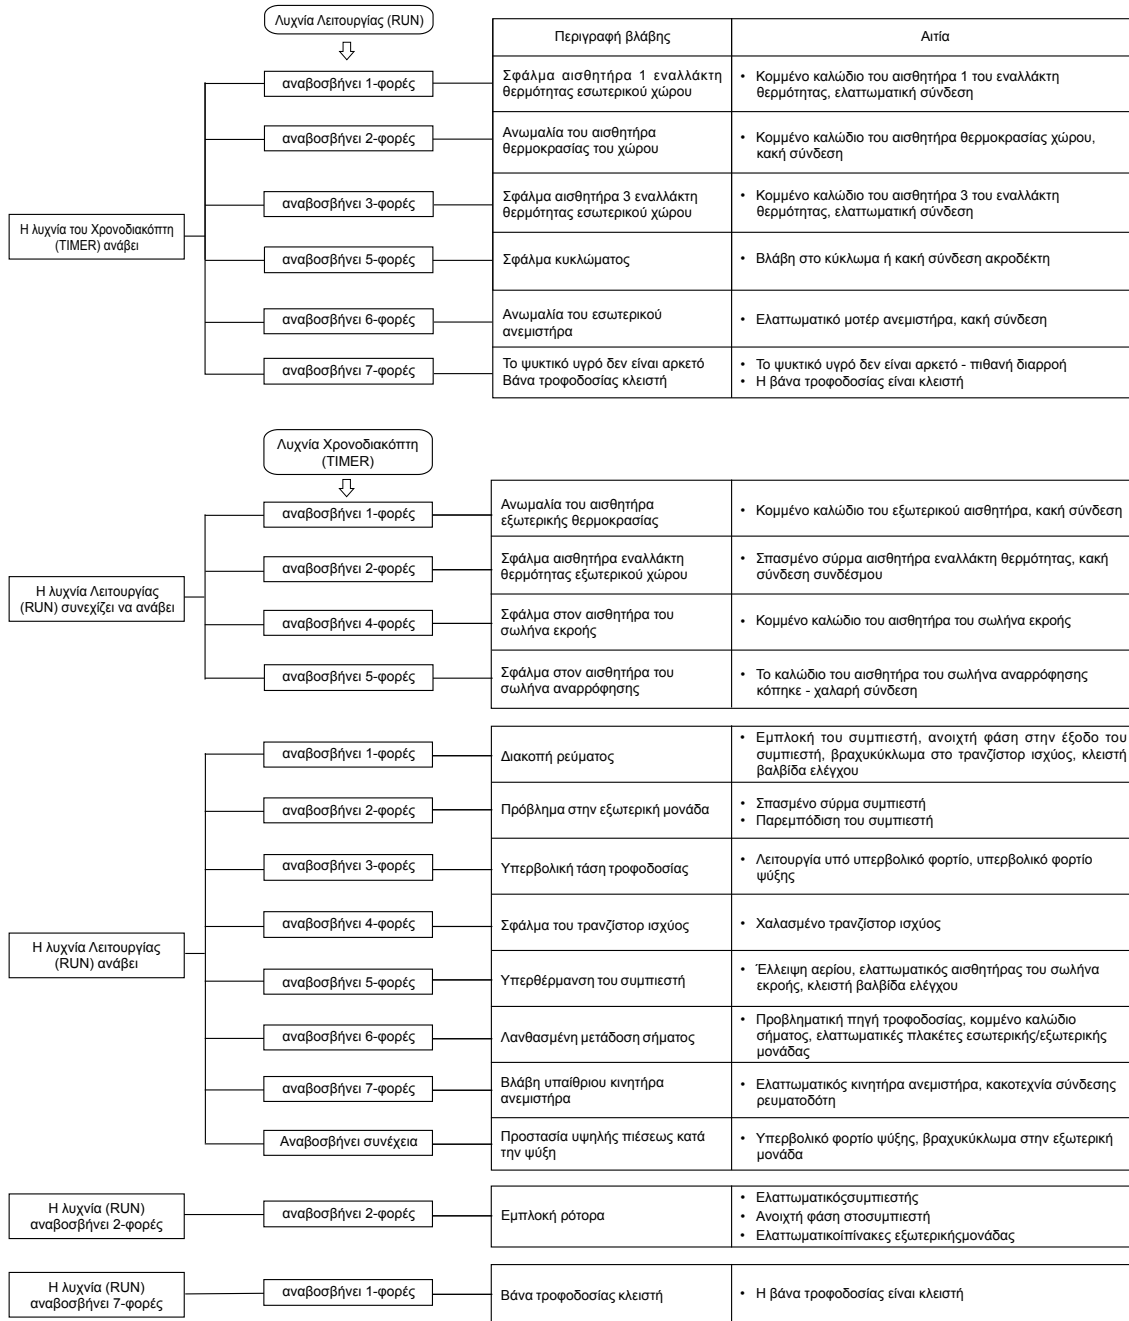 Λυχνία Λειτουργίας (RUN)
Περιγραφή βλάβης
Αιτία
Η λυχνία του Χρονοδιακόπτη
(TIMER) ανάβει
αναβοσβήνει 1-φορές
Σφάλμα αισθητήρα 1 εναλλάκτη
θερμότητας εσωτερικού χώρου
• Κομμένο καλώδιο του αισθητήρα 1 του εναλλάκτη
θερμότητας, ελαττωματική σύνδεση
αναβοσβήνει 2-φορές
Ανωμαλία του αισθητήρα
θερμοκρασίας του χώρου
• Κομμένο καλώδιο του αισθητήρα θερμοκρασίας χώρου,
κακή σύνδεση
αναβοσβήνει 3-φορές
Σφάλμα αισθητήρα 3 εναλλάκτη
θερμότητας εσωτερικού χώρου
• Κομμένο καλώδιο του αισθητήρα 3 του εναλλάκτη
θερμότητας, ελαττωματική σύνδεση
αναβοσβήνει 5-φορές
Σφάλμα κυκλώματος
• Βλάβη στο κύκλωμα ή κακή σύνδεση ακροδέκτη
αναβοσβήνει 6-φορές
Ανωμαλία του εσωτερικού
ανεμιστήρα
• Ελαττωματικό μοτέρ ανεμιστήρα, κακή σύνδεση
αναβοσβήνει 7-φορές
Το ψυκτικό υγρό δεν είναι αρκετό
Βάνα τροφοδοσίας κλειστή
• Το ψυκτικό υγρό δεν είναι αρκετό - πιθανή διαρροή
• Η βάνα τροφοδοσίας είναι κλειστή
Λυχνία Χρονοδιακόπτη
(TIMER)
Η λυχνία Λειτουργίας
(RUN) συνεχίζει να ανάβει
αναβοσβήνει 1-φορές
Ανωμαλία του αισθητήρα
εξωτερικής θερμοκρασίας
• Κομμένο καλώδιο του εξωτερικού αισθητήρα, κακή σύνδεση
αναβοσβήνει 2-φορές
Σφάλμα αισθητήρα εναλλάκτη
θερμότητας εξωτερικού χώρου
• Σπασμένο σύρμα αισθητήρα εναλλάκτη θερμότητας, κακή
σύνδεση συνδέσμου
αναβοσβήνει 4-φορές
Σφάλμα στον αισθητήρα του
σωλήνα εκροής
• Κομμένο καλώδιο του αισθητήρα του σωλήνα εκροής
αναβοσβήνει 5-φορές
Σφάλμα στον αισθητήρα του
σωλήνα αναρρόφησης
• Το καλώδιο του αισθητήρα του σωλήνα αναρρόφησης
κόπηκε - χαλαρή σύνδεση
Η λυχνία Λειτουργίας
(RUN) ανάβει
αναβοσβήνει 1-φορές
Διακοπή ρεύματος
• Εμπλοκή του συμπιεστή, ανοιχτή φάση στην έξοδο του
συμπιεστή, βραχυκύκλωμα στο τρανζίστορ ισχύος, κλειστή
βαλβίδα ελέγχου
αναβοσβήνει 2-φορές
Πρόβλημα στην εξωτερική μονάδα
• Σπασμένο σύρμα συμπιεστή
• Παρεμπόδιση του συμπιεστή
αναβοσβήνει 3-φορές
Υπερβολική τάση τροφοδοσίας
• Λειτουργία υπό υπερβολικό φορτίο, υπερβολικό φορτίο
ψύξης
αναβοσβήνει 4-φορές
Σφάλμα του τρανζίστορ ισχύος
• Χαλασμένο τρανζίστορ ισχύος
αναβοσβήνει 5-φορές
Υπερθέρμανση του συμπιεστή
• Έλλειψη αερίου, ελαττωματικός αισθητήρας του σωλήνα
εκροής, κλειστή βαλβίδα ελέγχου
αναβοσβήνει 6-φορές
Λανθασμένη μετάδοση σήματος
• Προβληματική πηγή τροφοδοσίας, κομμένο καλώδιο
σήματος, ελαττωματικές πλακέτες εσωτερικής/εξωτερικής
μονάδας
αναβοσβήνει 7-φορές
Βλάβη υπαίθριου κινητήρα
ανεμιστήρα
• Ελαττωματικός κινητήρα ανεμιστήρα, κακοτεχνία σύνδεσης
ρευματοδότη
Αναβοσβήνει συνέχεια
Προστασία υψηλής πιέσεως κατά
την ψύξη
• Υπερβολικό φορτίο ψύξης, βραχυκύκλωμα στην εξωτερική
μονάδα
Η λυχνία (RUN)
αναβοσβήνει 2-φορές
αναβοσβήνει 2-φορές
Εμπλοκή ρότορα
• Ελαττωματικόςσυμπιεστής
• Ανοιχτή φάση στοσυμπιεστή
• Ελαττωματικοίπίνακες εξωτερικήςμονάδας
Η λυχνία (RUN)
αναβοσβήνει 7-φορές
αναβοσβήνει 1-φορές
Βάνα τροφοδοσίας κλειστή
• Η βάνα τροφοδοσίας είναι κλειστή